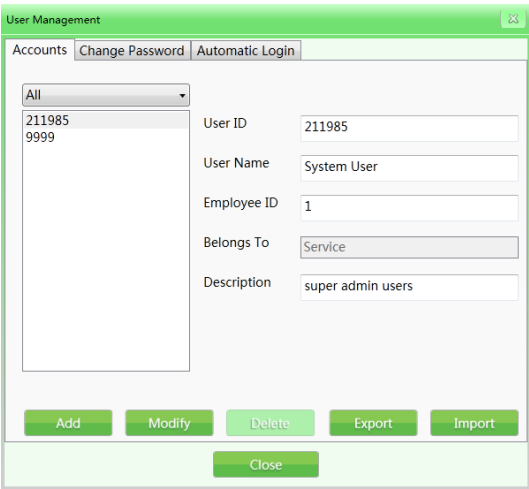 User Management
Accounts Change Password Automatic Login
All
211985
9999
User ID 211985
User Name System User
Employee ID 1
Belongs To Service
Description super admin users
Add Modify Delete Export Import
Close